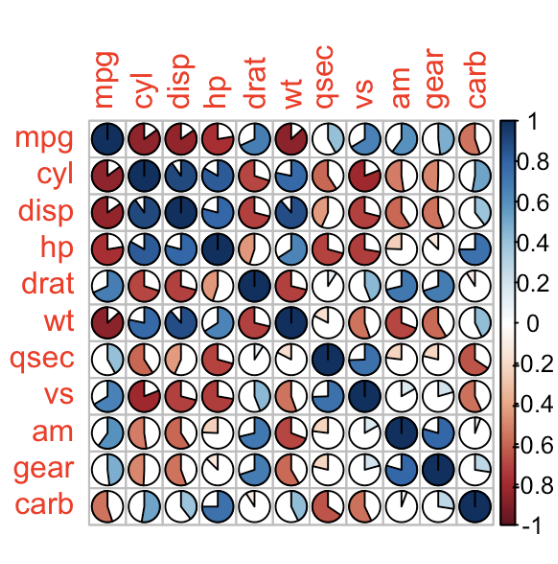 mpg cyl disp hp drat wt qsec vs am gear carb
mpg
cyl
disp
hp
drat
wt
qsec
vs
am
gear
carb
1
0.8
0.6
0.4
0.2
0
-0.2
-0.4
-0.6
-0.8
-1